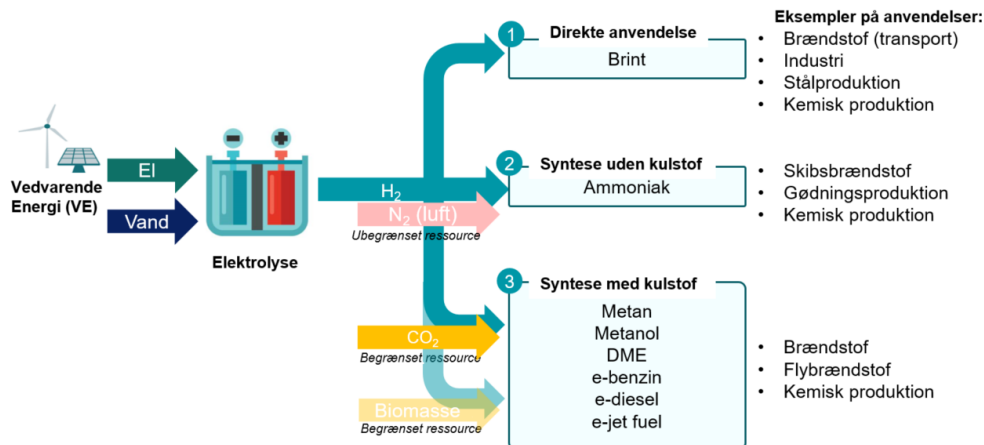 Vedvarende
Energi (VE)
El
Vand
Elektrolyse
H₂
N₂ (luft)
Ubegrænset ressource
CO₂
Begrænset ressource
Biomasse
Begrænset ressource
1
Direkte anvendelse
Brint
2
Syntese uden kulstof
Ammoniak
3
Syntese med kulstof
Metan
Metanol
DME
e-benzin
e-diesel
e-jet fuel
Eksempler på anvendelser:
• Brændstof (transport)
• Industri
• Stålproduktion
• Kemisk produktion
• Skibsbrændstof
• Gødningsproduktion
• Kemisk produktion
• Brændstof
• Flybrændstof
• Kemisk produktion